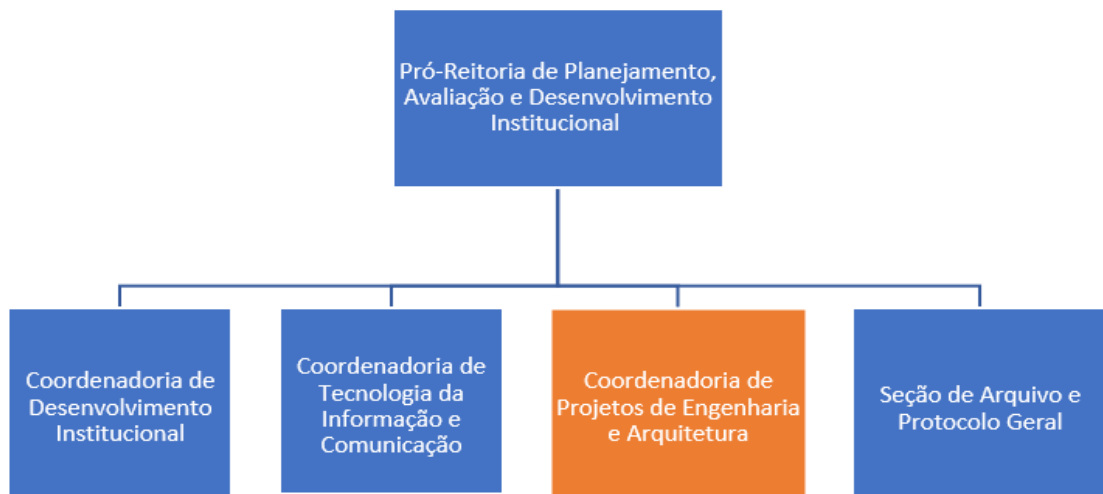 Pró-Reitoria de Planejamento,
Avaliação e Desenvolvimento
Institucional
Coordenadoria de
Desenvolvimento
Institucional
Coordenadoria de
Tecnologia da
Informação e
Comunicação
Coordenadoria de
Projetos de Engenharia
e Arquitetura
Seção de Arquivo e
Protocolo Geral